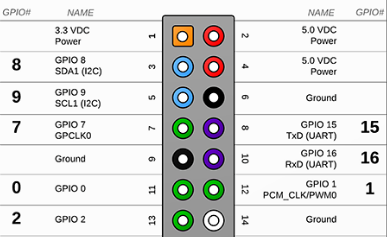 GPIO# NAME NAME GPIO#
3.3 VDC
Power 1 2 5.0 VDC
Power
8 GPIO 8
SDA1 (I2C) 3 4 5.0 VDC
Power
9 GPIO 9
SCL1 (I2C) 5 6 Ground
7 GPIO 7
GPCLK0 7 8 GPIO 15
TxD (UART) 15
Ground 9 10 GPIO 16
RxD (UART) 16
0 GPIO 0 11 12 GPIO 1
PCM_CLK/PWM0 1
2 GPIO 2 13 14 Ground